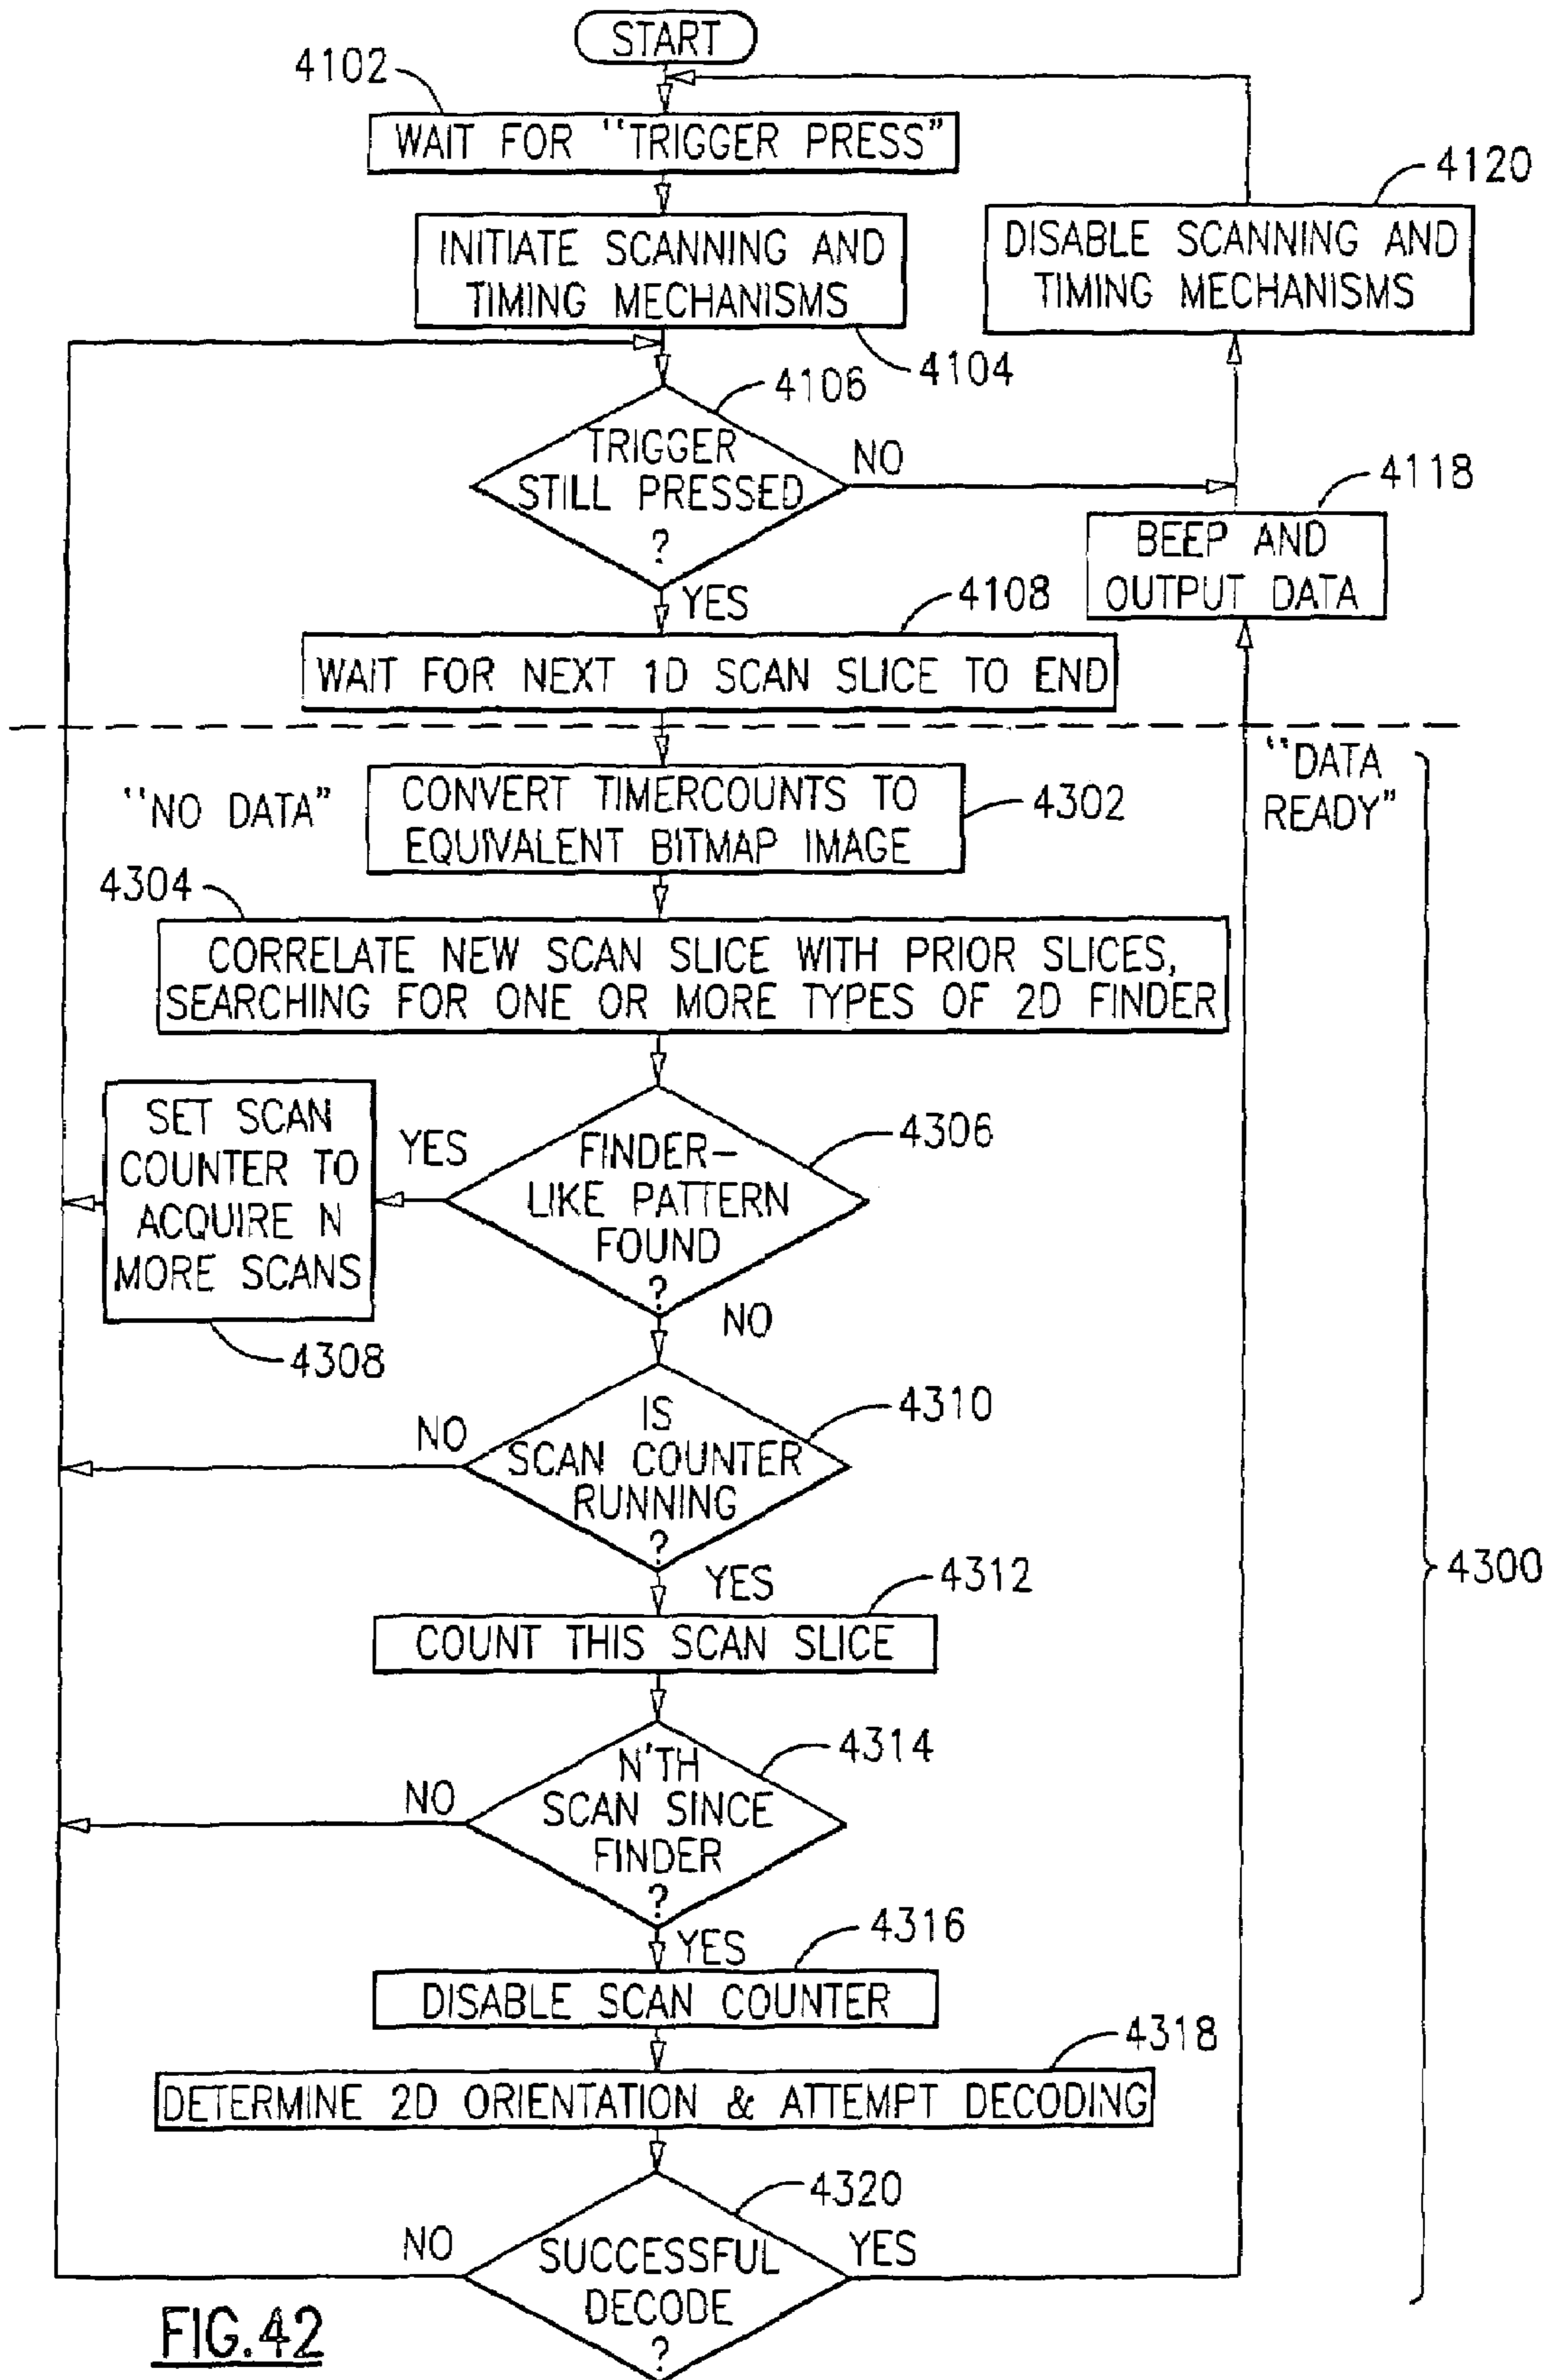 START
4102
WAIT FOR "TRIGGER PRESS"
4120
INITIATE SCANNING AND
TIMING MECHANISMS
DISABLE SCANNING AND
TIMING MECHANISMS
4104
4106
TRIGGER
STILL PRESSED
?
NO
4118
BEEP AND
OUTPUT DATA
YES
4108
WAIT FOR NEXT 1D SCAN SLICE TO END
"NO DATA"
"DATA
READY"
CONVERT TIMERCOUNTS TO
EQUIVALENT BITMAP IMAGE
4302
4304
CORRELATE NEW SCAN SLICE WITH PRIOR SLICES,
SEARCHING FOR ONE OR MORE TYPES OF 2D FINDER
SET SCAN
COUNTER TO
ACQUIRE N
MORE SCANS
YES
4306
FINDER-
LIKE PATTERN
FOUND
?
NO
4308
4310
IS
SCAN COUNTER
RUNNING
?
NO
YES
4300
4312
COUNT THIS SCAN SLICE
4314
N'TH
SCAN SINCE
FINDER
?
NO
YES
4316
DISABLE SCAN COUNTER
4318
DETERMINE 2D ORIENTATION & ATTEMPT DECODING
4320
NO
SUCCESSFUL
DECODE
?
YES
FIG.42